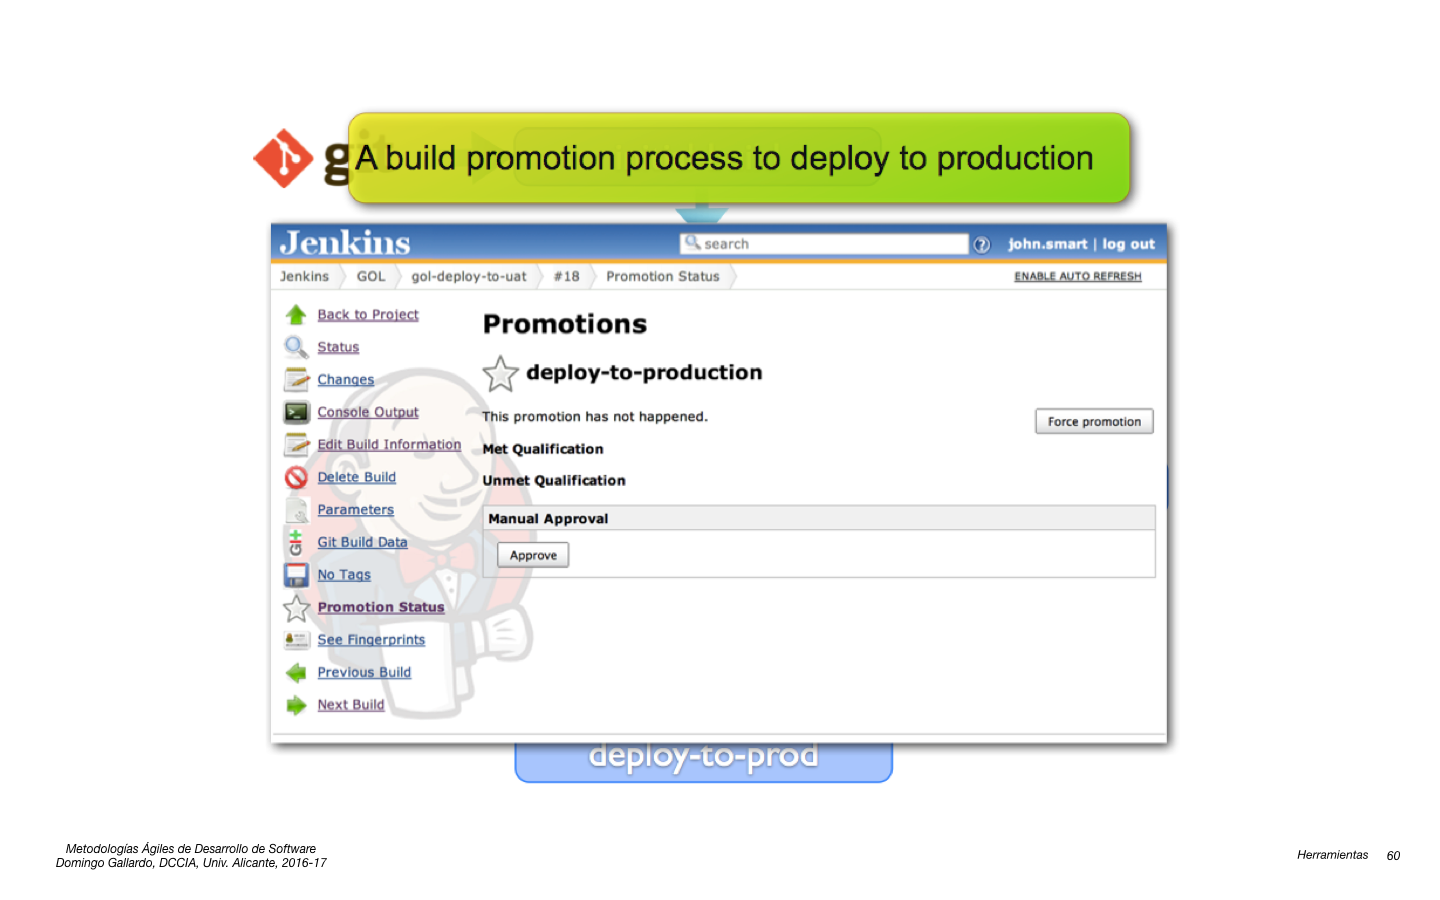 A build promotion process to deploy to production
Jenkins
search
john.smart | log out
Jenkins
GOL
gol-deploy-to-uat
#18
Promotion Status
ENABLE AUTO REFRESH
Back to Project
Status
Changes
Console Output
Edit Build Information
Delete Build
Parameters
Git Build Data
No Tags
Promotion Status
See Fingerprints
Previous Build
Next Build
Promotions
deploy-to-production
This promotion has not happened.
Force promotion
Met Qualification
Unmet Qualification
Manual Approval
Approve
deploy-to-prod
Metodologías Ágiles de Desarrollo de Software
Domingo Gallardo, DCCIA, Univ. Alicante, 2016-17
Herramientas 60